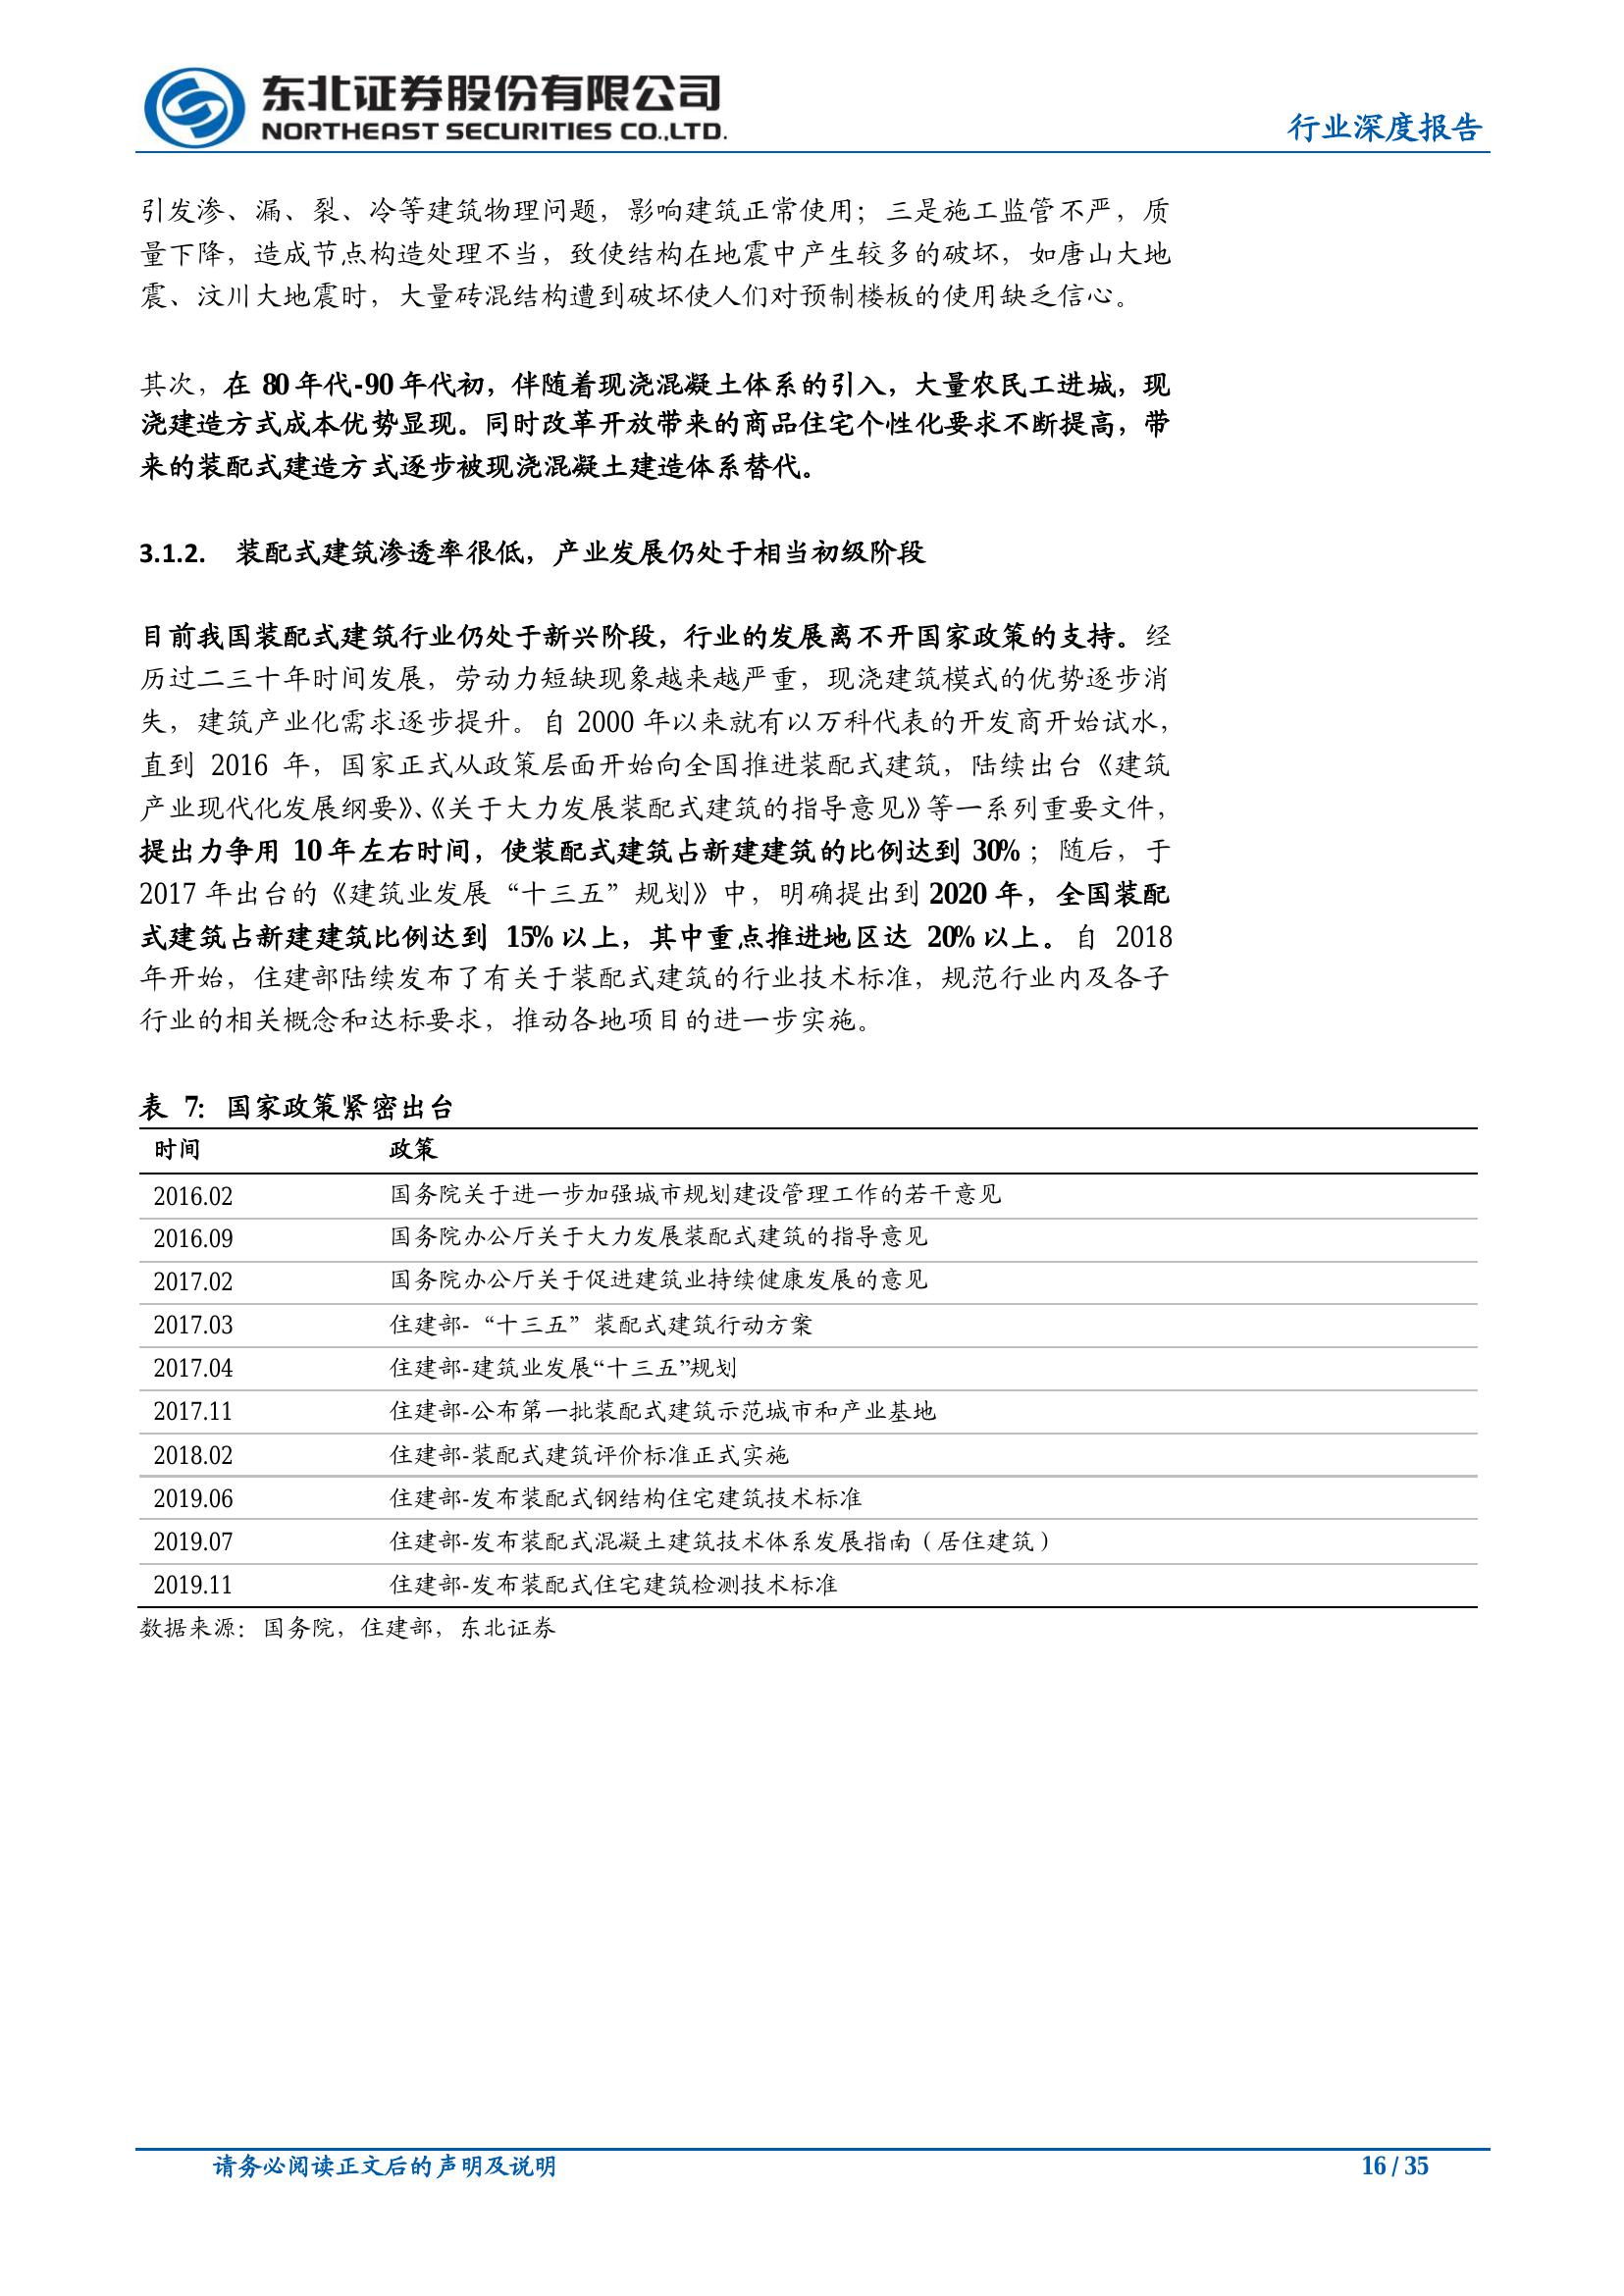 东北证券股份有限公司
NORTHEAST SECURITIES CO.,LTD.
行业深度报告
引发渗、漏、裂、冷等建筑物理问题，影响建筑正常使用；三是施工监管不严，质
量下降，造成节点构造处理不当，致使结构在地震中产生较多的破坏，如唐山大地
震、汶川大地震时，大量砖混结构遭到破坏使人们对预制楼板的使用缺乏信心。
其次，在 80 年代-90 年代初，伴随着现浇混凝土体系的引入，大量农民工进城，现
浇建造方式成本优势显现。同时改革开放带来的商品住宅个性化要求不断提高，带
来的装配式建造方式逐步被现浇混凝土建造体系替代。
3.1.2. 装配式建筑渗透率很低，产业发展仍处于相当初级阶段
目前我国装配式建筑行业仍处于新兴阶段，行业的发展离不开国家政策的支持。经
历过二三十年时间发展，劳动力短缺现象越来越严重，现浇建筑模式的优势逐步消
失，建筑产业化需求逐步提升。自 2000 年以来就有以万科代表的开发商开始试水，
直到 2016 年，国家正式从政策层面开始向全国推进装配式建筑，陆续出台《建筑
产业现代化发展纲要》、《关于大力发展装配式建筑的指导意见》等一系列重要文件，
提出力争用 10 年左右时间，使装配式建筑占新建建筑的比例达到 30%；随后，于
2017 年出台的《建筑业发展“十三五”规划》中，明确提出到 2020 年，全国装配
式建筑占新建建筑比例达到 15%以上，其中重点推进地区达 20%以上。自 2018
年开始，住建部陆续发布了有关于装配式建筑的行业技术标准，规范行业内及各子
行业的相关概念和达标要求，推动各地项目的进一步实施。
表 7：国家政策紧密出台
时间 政策
2016.02 国务院关于进一步加强城市规划建设管理工作的若干意见
2016.09 国务院办公厅关于大力发展装配式建筑的指导意见
2017.02 国务院办公厅关于促进建筑业持续健康发展的意见
2017.03 住建部-“十三五”装配式建筑行动方案
2017.04 住建部-建筑业发展“十三五”规划
2017.11 住建部-公布第一批装配式建筑示范城市和产业基地
2018.02 住建部-装配式建筑评价标准正式实施
2019.06 住建部-发布装配式钢结构住宅建筑技术标准
2019.07 住建部-发布装配式混凝土建筑技术体系发展指南（居住建筑）
2019.11 住建部-发布装配式住宅建筑检测技术标准
数据来源：国务院，住建部，东北证券
请务必阅读正文后的声明及说明 16 / 35